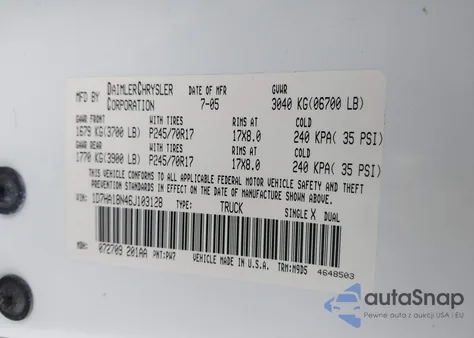 MFD BY DAIMLERCHRYSLER CORPORATION DATE OF MFR 7-05 GVWR 3040 KG(06700 LB)
GAWR FRONT WITH TIRES RIMS AT COLD
1679 KG(3700 LB) P245/70R17 17X8.0 240 KPA( 35 PSI)
GAWR REAR WITH TIRES RIMS AT COLD
1770 KG(3900 LB) P245/70R17 17X8.0 240 KPA( 35 PSI)
THIS VEHICLE CONFORMS TO ALL APPLICABLE FEDERAL MOTOR VEHICLE SAFETY AND THEFT
PREVENTION STANDARDS IN EFFECT ON THE DATE OF MANUFACTURE SHOWN ABOVE.
VIN: 1D7HA18N46J103128 TYPE: TRUCK SINGLE X DUAL
MDH: 072709 201AA PNT:PW7 VEHICLE MADE IN U.S.A. TRM:M9D5 4648503
autoSnap
Pewne auta z aukcji USA i EU